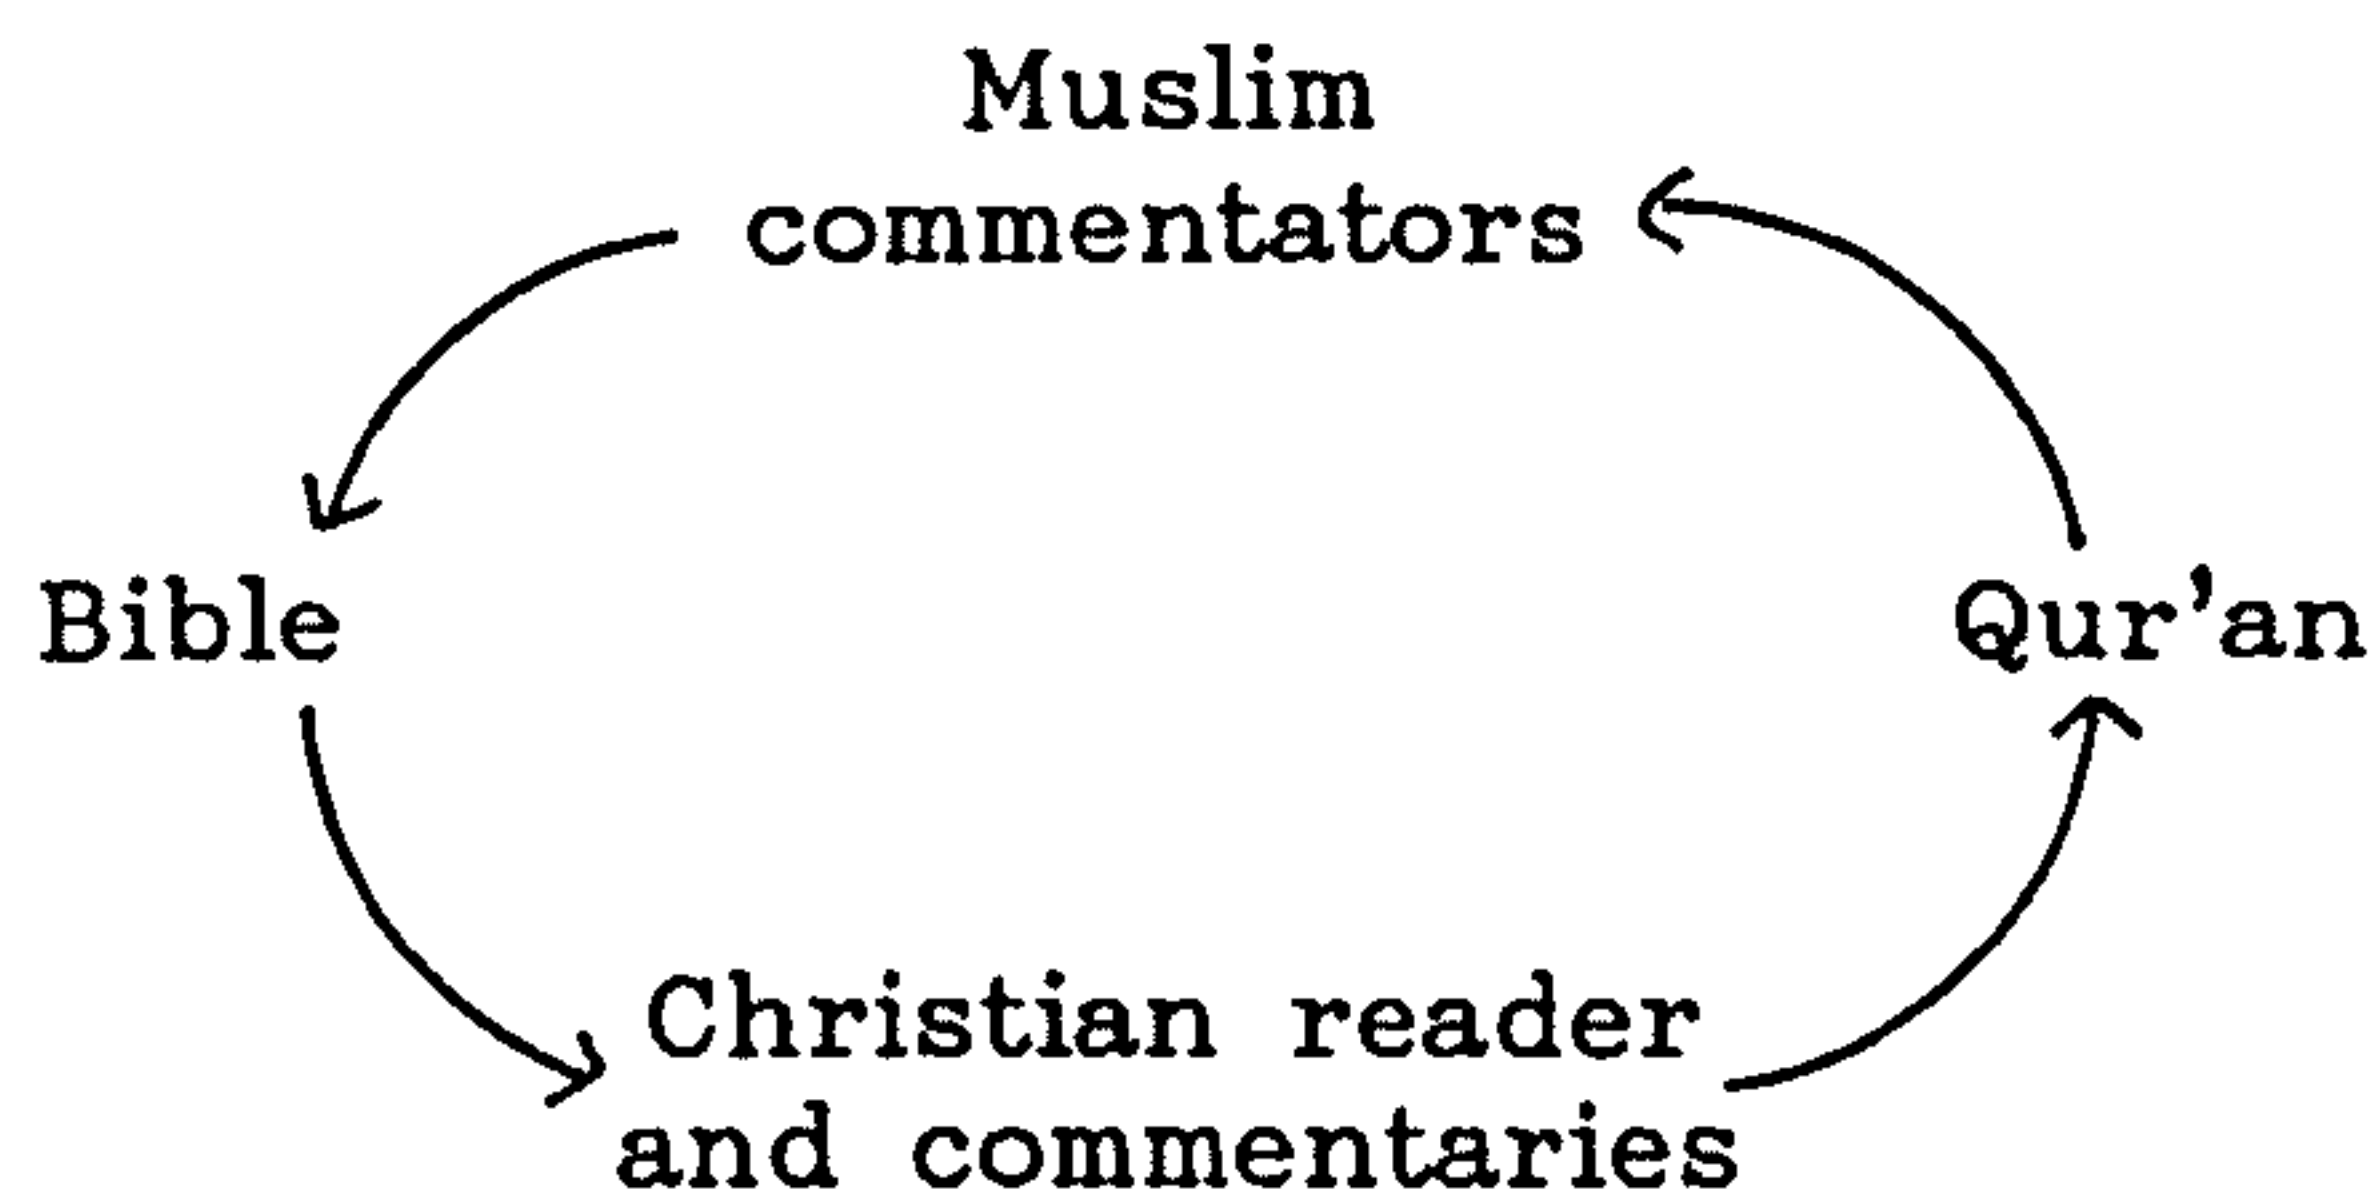 Muslim
commentators
Bible
Qur’an
Christian reader
and commentaries